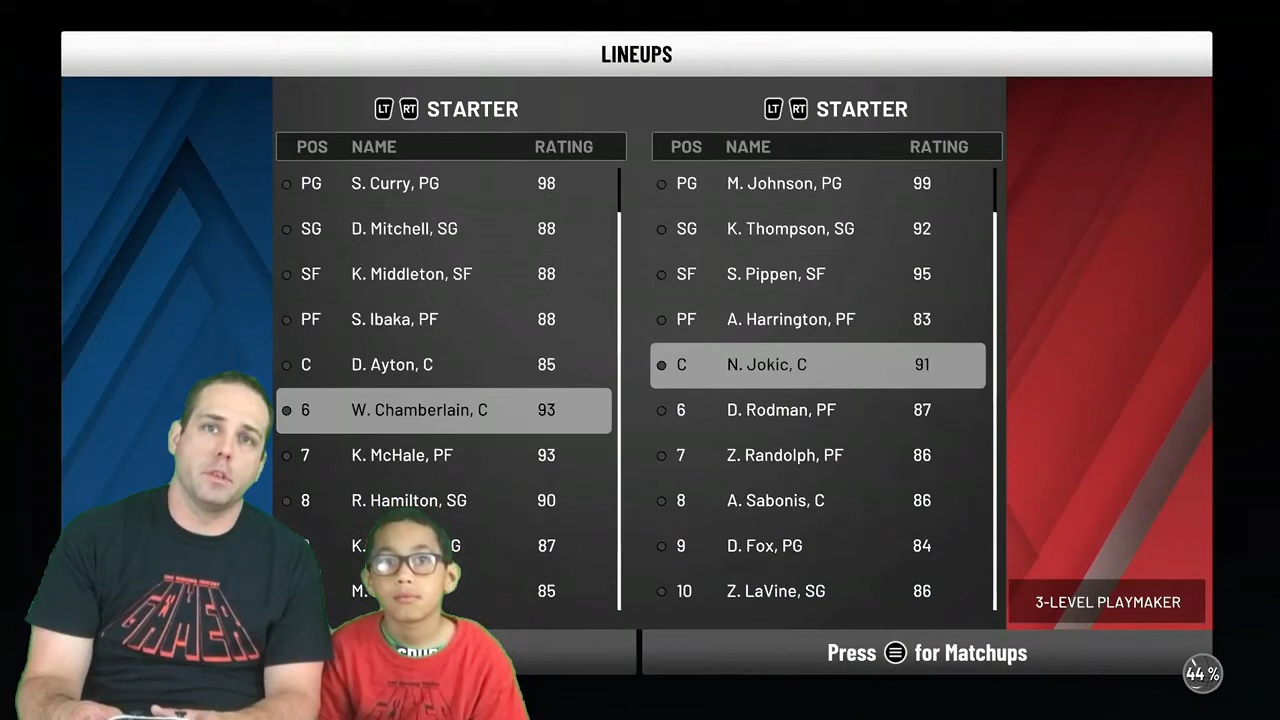 LINEUPS
LT RT STARTER
POS NAME RATING
PG S. Curry, PG 98
SG D. Mitchell, SG 88
SF K. Middleton, SF 88
PF S. Ibaka, PF 88
C D. Ayton, C 85
6 W. Chamberlain, C 93
7 K. McHale, PF 93
8 R. Hamilton, SG 90
K. G 87
M. 85
LT RT STARTER
POS NAME RATING
PG M. Johnson, PG 99
SG K. Thompson, SG 92
SF S. Pippen, SF 95
PF A. Harrington, PF 83
C N. Jokic, C 91
6 D. Rodman, PF 87
7 Z. Randolph, PF 86
8 A. Sabonis, C 86
9 D. Fox, PG 84
10 Z. LaVine, SG 86
3-LEVEL PLAYMAKER
Press for Matchups
44 %
GAMER